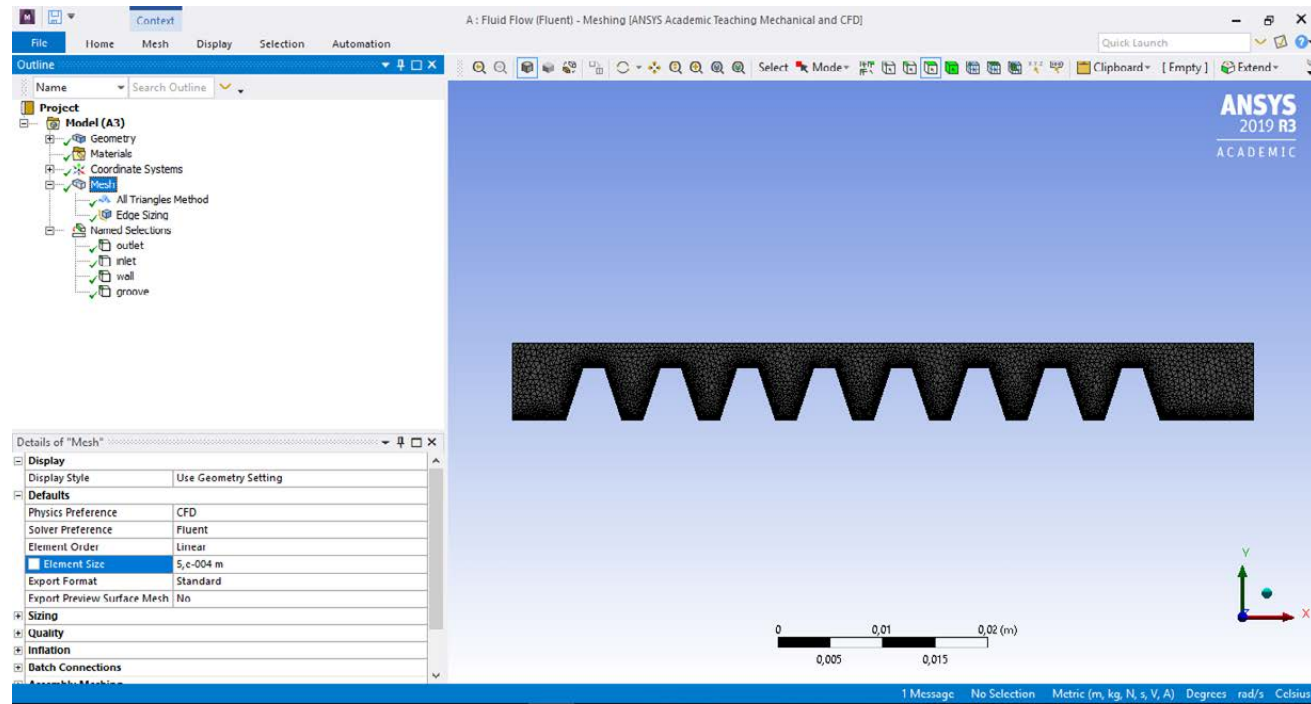 Context
A : Fluid Flow (Fluent) - Meshing [ANSYS Academic Teaching Mechanical and CFD]
File Home Mesh Display Selection Automation
Quick Launch
Outline
Select Mode Clipboard [ Empty ] Extend
Name Search Outline
Project
Model (A3)
Geometry
Materials
Coordinate Systems
Mesh
All Triangles Method
Edge Sizing
Named Selections
outlet
inlet
wall
groove
ANSYS
2019 R3
ACADEMIC
Details of "Mesh"
Display
Display Style Use Geometry Setting
Defaults
Physics Preference CFD
Solver Preference Fluent
Element Order Linear
Element Size 5,e-004 m
Export Format Standard
Export Preview Surface Mesh No
Sizing
Quality
Inflation
Batch Connections
Assembly Meshing
0 0,01 0,02 (m)
0,005 0,015
Y
X
1 Message No Selection Metric (m, kg, N, s, V, A) Degrees rad/s Celsius